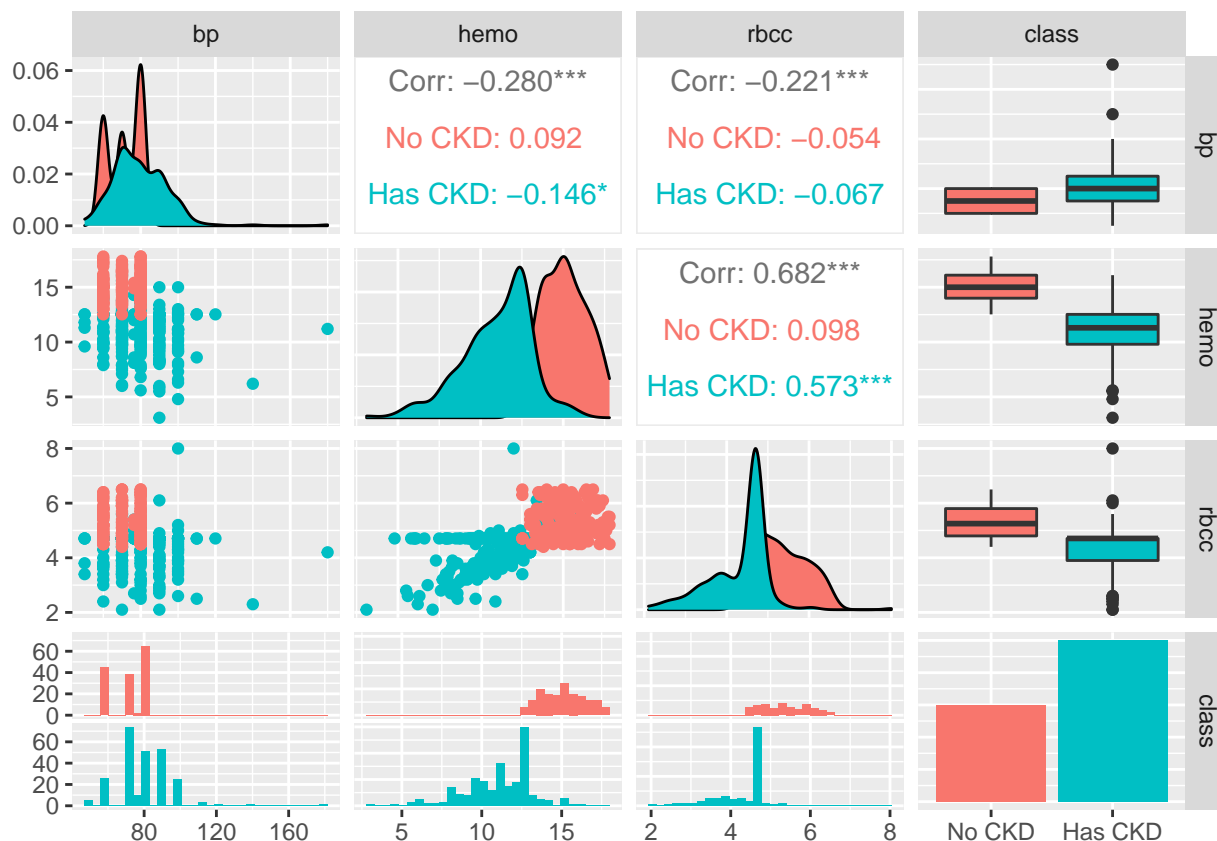 bp hemo rbcc class
0.06
0.04
0.02
0.00
Corr: −0.280***
No CKD: 0.092
Has CKD: −0.146*
Corr: −0.221***
No CKD: −0.054
Has CKD: −0.067
bp
15
10
5
Corr: 0.682***
No CKD: 0.098
Has CKD: 0.573***
hemo
8
6
4
2
rbcc
60
40
20
0
60
40
20
0
class
80 120 160 5 10 15 2 4 6 8 No CKD Has CKD